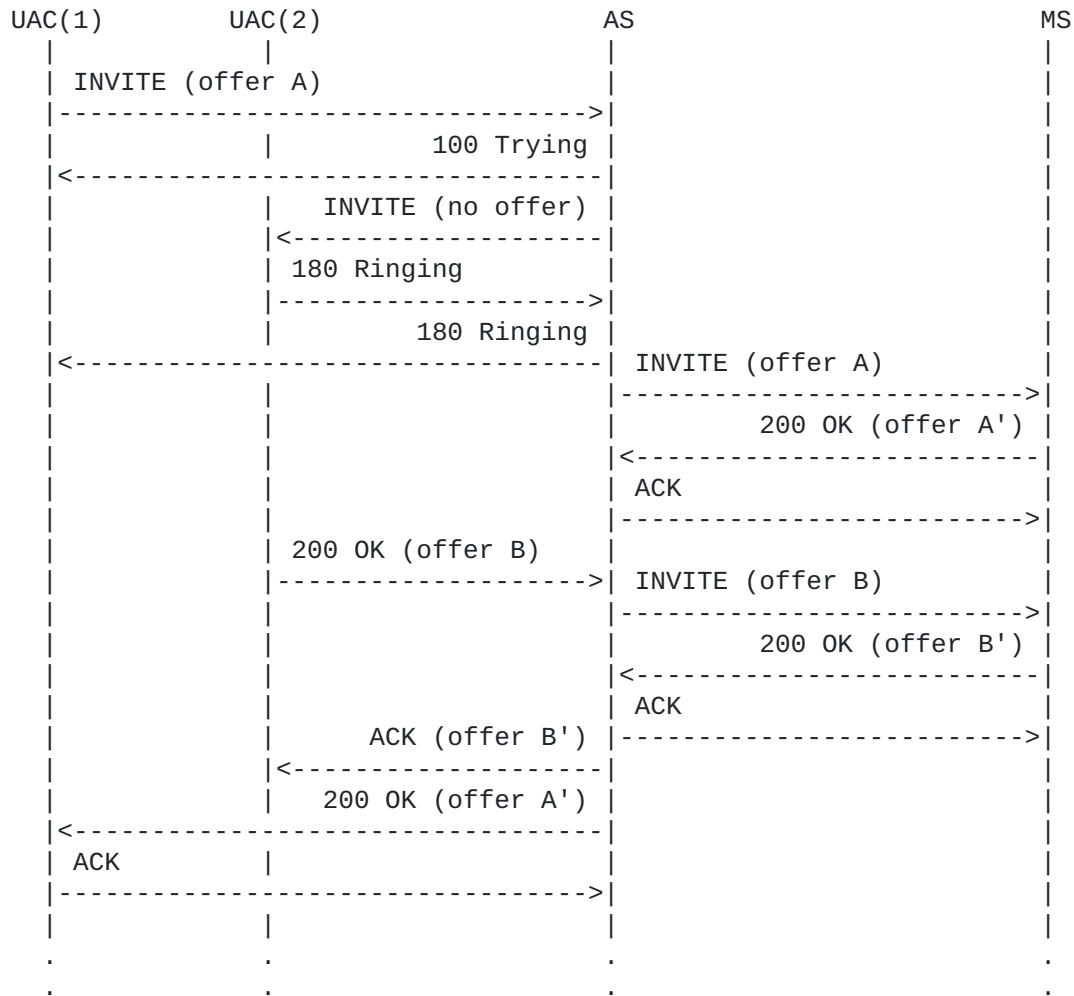 UAC(1) UAC(2) AS MS
INVITE (offer A)
100 Trying
INVITE (no offer)
180 Ringing
180 Ringing
INVITE (offer A)
200 OK (offer A')
ACK
200 OK (offer B)
INVITE (offer B)
200 OK (offer B')
ACK
ACK (offer B')
200 OK (offer A')
ACK